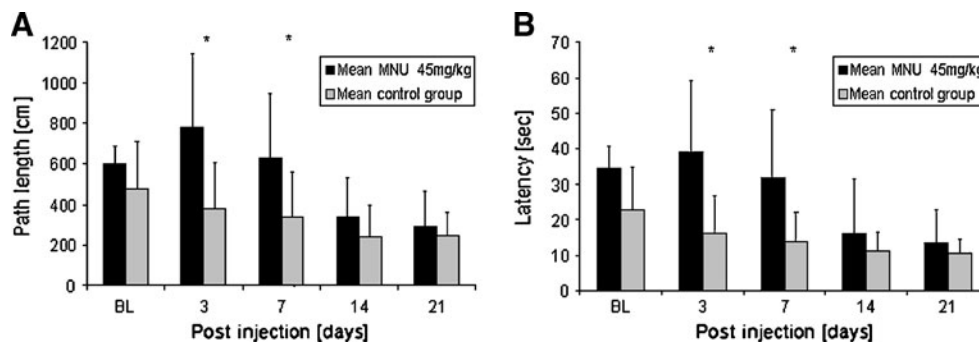 A
1200
1000
800
600
400
200
0
Path length [cm]
* *
Mean MNU 45mg/kg
Mean control group
BL 3 7 14 21
Post injection [days]
B
70
60
50
40
30
20
10
0
Latency [sec]
* *
Mean MNU 45mg/kg
Mean control group
BL 3 7 14 21
Post injection [days]